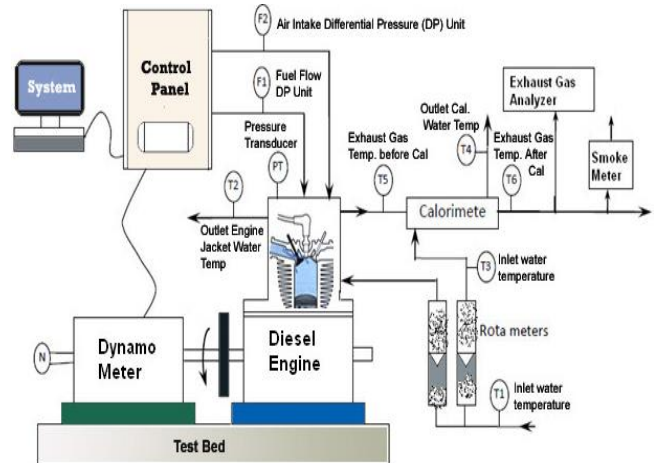 F2
Air Intake Differential Pressure (DP) Unit
System
Control
Panel
F1
Fuel Flow
DP Unit
Pressure
Transducer
PT
T2
Outlet Engine
Jacket Water
Temp
Exhaust Gas
Temp. before Cal
T5
Outlet Cal.
Water Temp
T4
Exhaust Gas
Temp. After
Cal
T6
Exhaust Gas
Analyzer
Smoke
Meter
Calorimete
T3
Inlet water
temperature
Rota meters
T1
Inlet water
temperature
N
Dynamo
Meter
Diesel
Engine
Test Bed